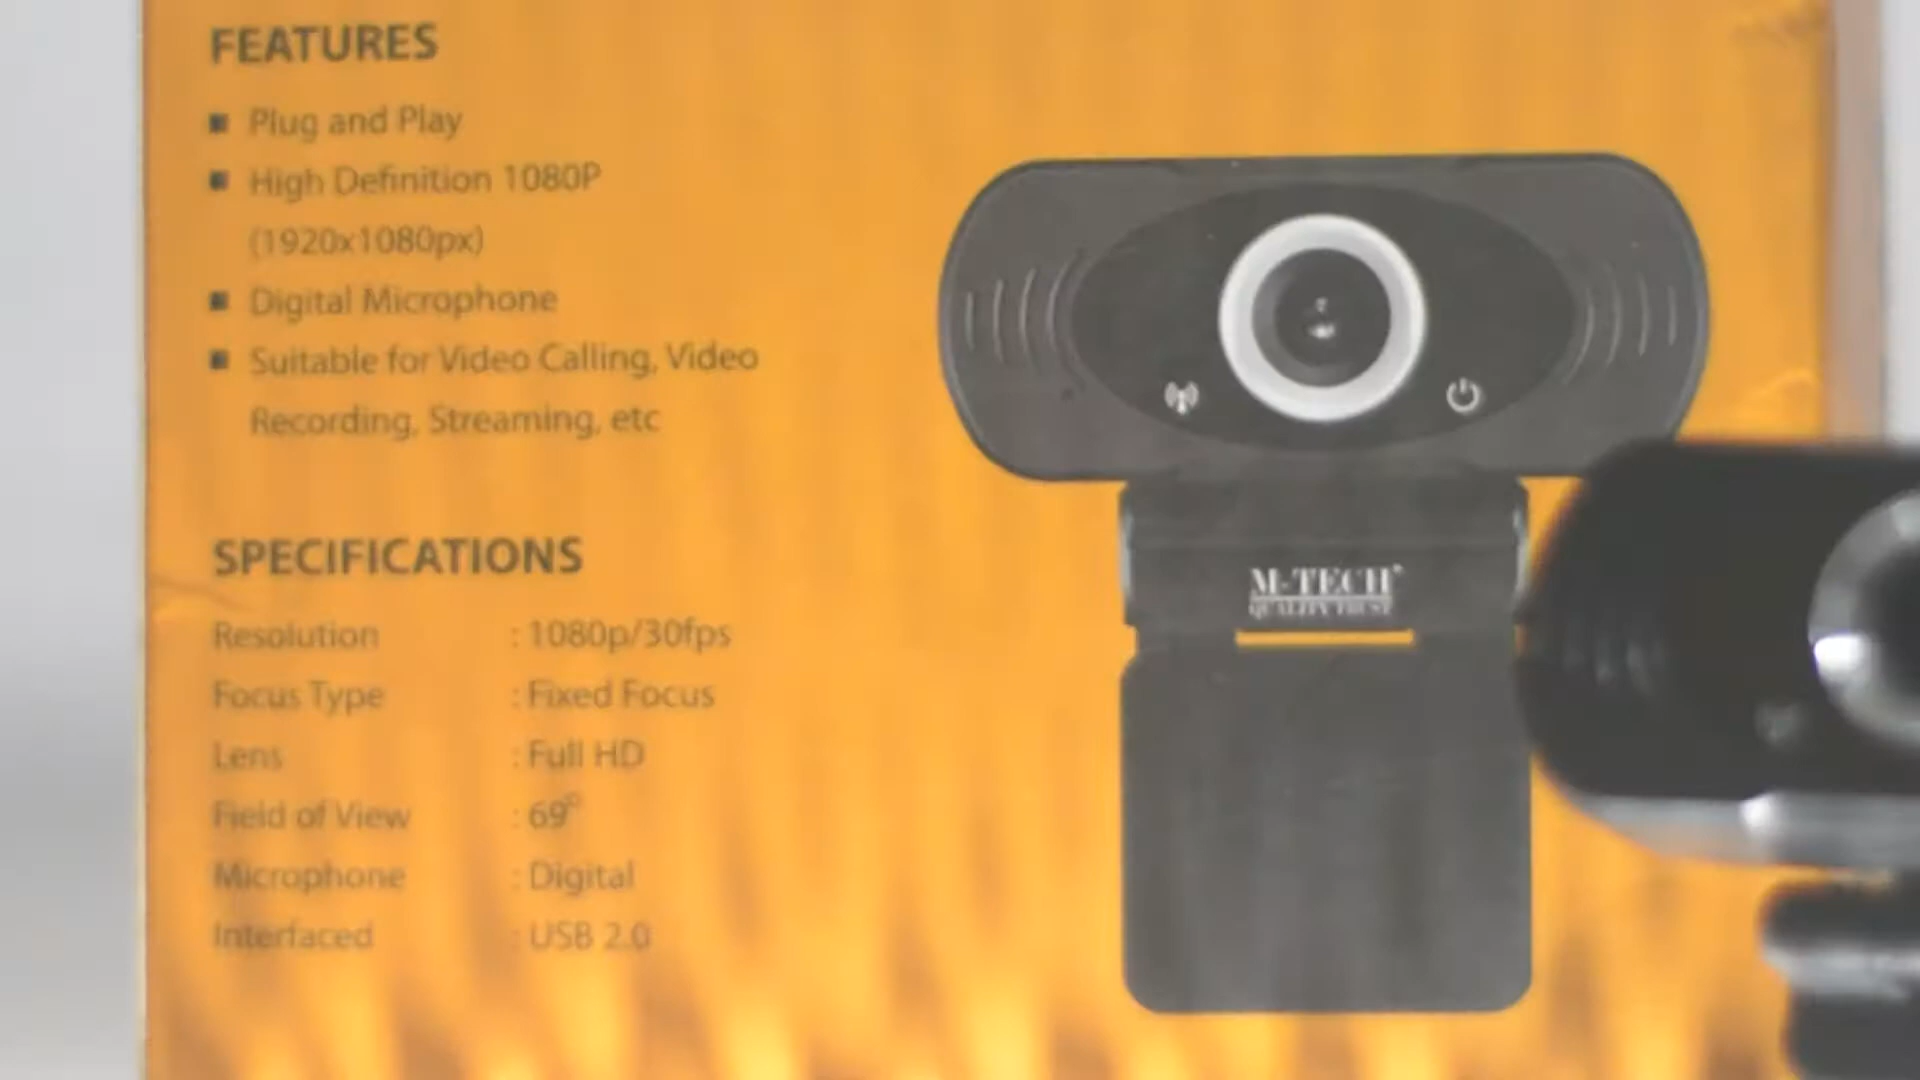 FEATURES
Plug and Play
High Definition 1080P
(1920x1080px)
Digital Microphone
Suitable for Video Calling, Video
Recording, Streaming, etc
SPECIFICATIONS
Resolution : 1080p/30fps
Focus Type : Fixed Focus
Lens : Full HD
Field of View : 69°
Microphone : Digital
Interfaced : USB 2.0
M-TECH
QUALITY TRUST